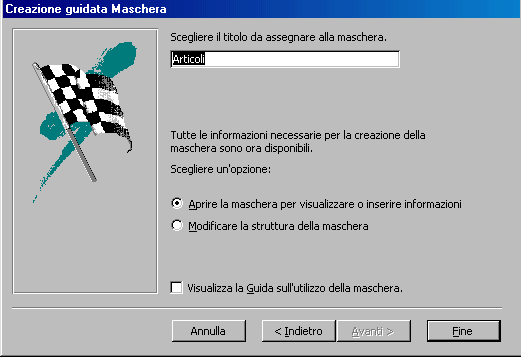 Creazione guidata Maschera
Scegliere il titolo da assegnare alla maschera.
Articoli
Tutte le informazioni necessarie per la creazione della
maschera sono ora disponibili.
Scegliere un'opzione:
Aprire la maschera per visualizzare o inserire informazioni
Modificare la struttura della maschera
Visualizza la Guida sull'utilizzo della maschera.
Annulla
< Indietro
Avanti >
Fine